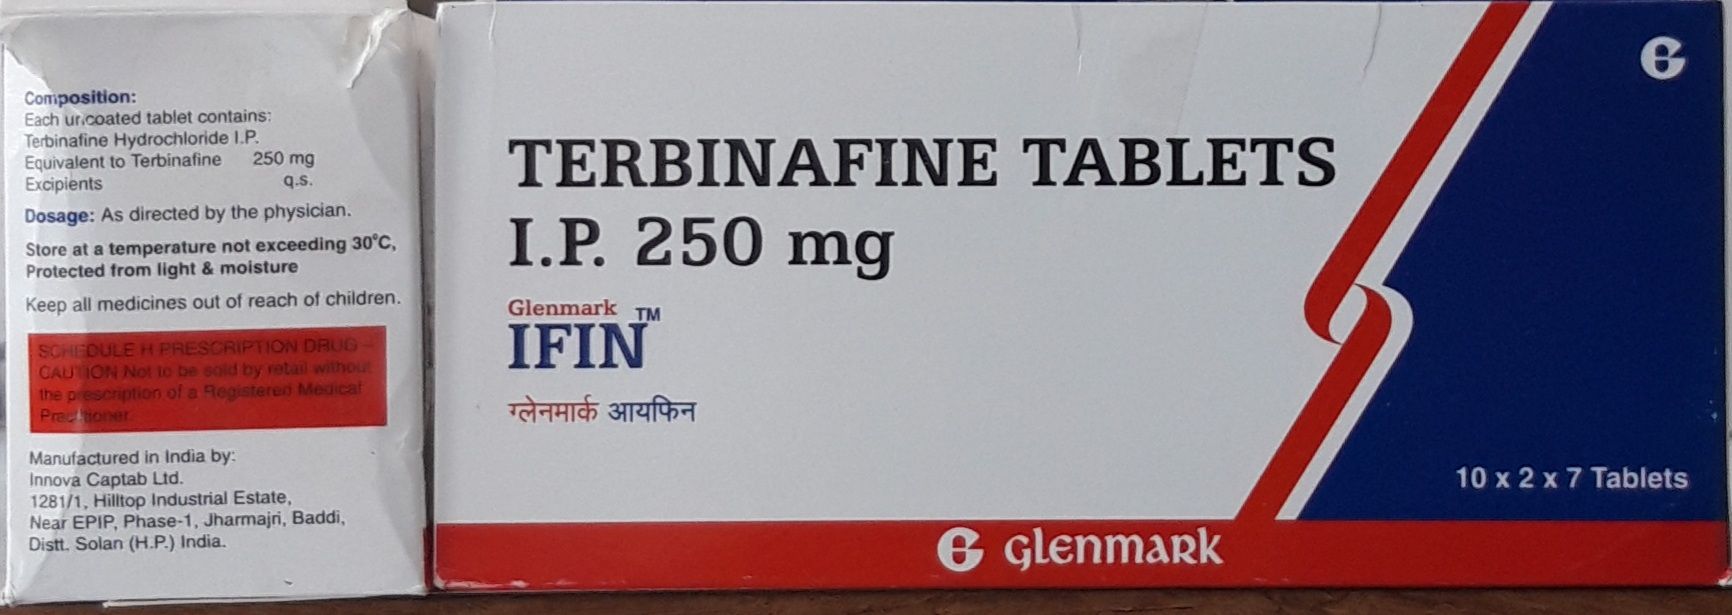 Composition:
Each uncoated tablet contains:
Terbinafine Hydrochloride I.P.
Equivalent to Terbinafine 250 mg
Excipients q.s.
Dosage: As directed by the physician.
Store at a temperature not exceeding 30°C,
Protected from light & moisture
Keep all medicines out of reach of children.
SCHEDULE H PRESCRIPTION DRUG –
CAUTION Not to be sold by retail without
the prescription of a Registered Medical
Practitioner.
Manufactured in India by:
Innova Captab Ltd.
1281/1, Hilltop Industrial Estate,
Near EPIP, Phase-1, Jharmajri, Baddi,
Distt. Solan (H.P.) India.
TERBINAFINE TABLETS
I.P. 250 mg
Glenmark
IFIN™
ग्लेनमार्क आयफिन
G
10 x 2 x 7 Tablets
G glenmark